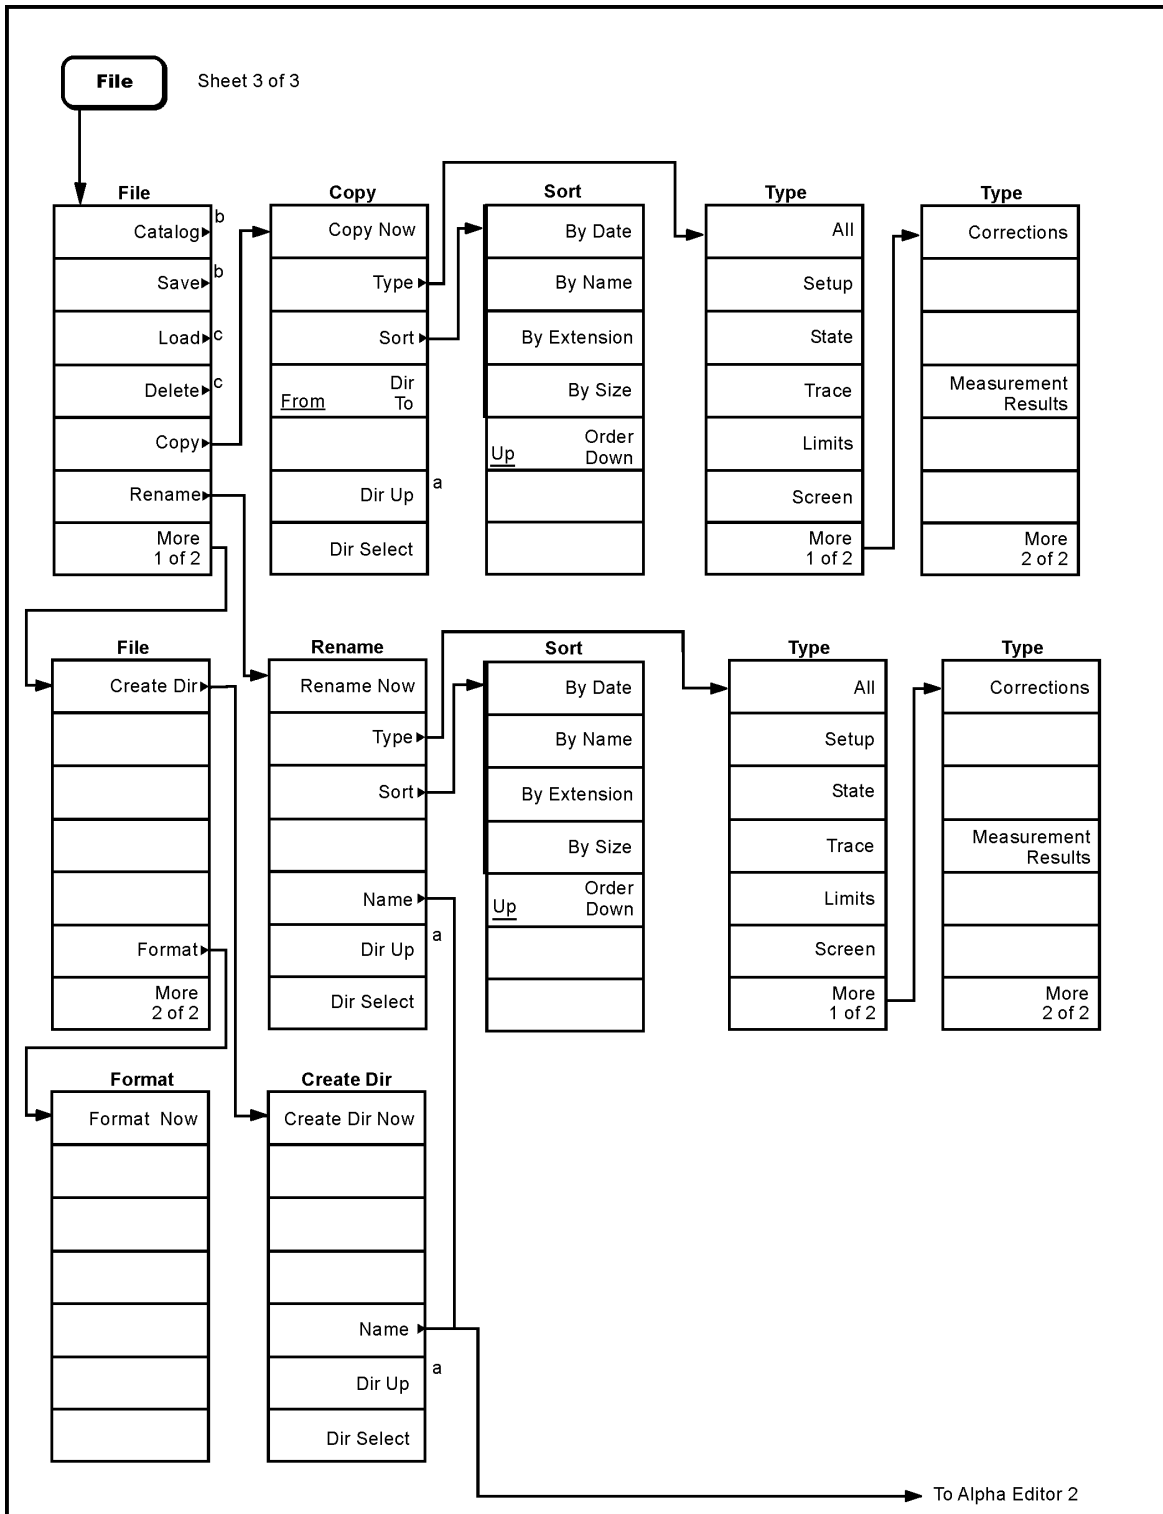 File
Sheet 3 of 3
File
Catalog
b
Save
b
Load
c
Delete
c
Copy
Rename
More
1 of 2
Copy
Copy Now
Type
Sort
Dir
From To
Dir Up
a
Dir Select
Sort
By Date
By Name
By Extension
By Size
Order
Up Down
Type
All
Setup
State
Trace
Limits
Screen
More
1 of 2
Type
Corrections
Measurement
Results
More
2 of 2
File
Create Dir
Format
More
2 of 2
Rename
Rename Now
Type
Sort
Name
Dir Up
a
Dir Select
Sort
By Date
By Name
By Extension
By Size
Order
Up Down
Type
All
Setup
State
Trace
Limits
Screen
More
1 of 2
Type
Corrections
Measurement
Results
More
2 of 2
Format
Format Now
Create Dir
Create Dir Now
Name
Dir Up
a
Dir Select
To Alpha Editor 2